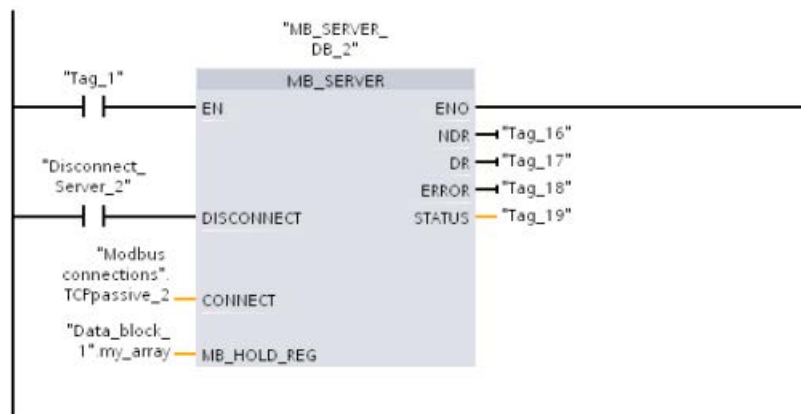 "MB_SERVER_
DB_2"
"Tag_1"
MB_SERVER
EN
ENO
NDR
"Tag_16"
DR
"Tag_17"
"Disconnect_
Server_2"
ERROR
"Tag_18"
DISCONNECT
STATUS
"Tag_19"
"Modbus
connections".
TCPpassive_2
CONNECT
"Data_block_
1".my_array
MB_HOLD_REG